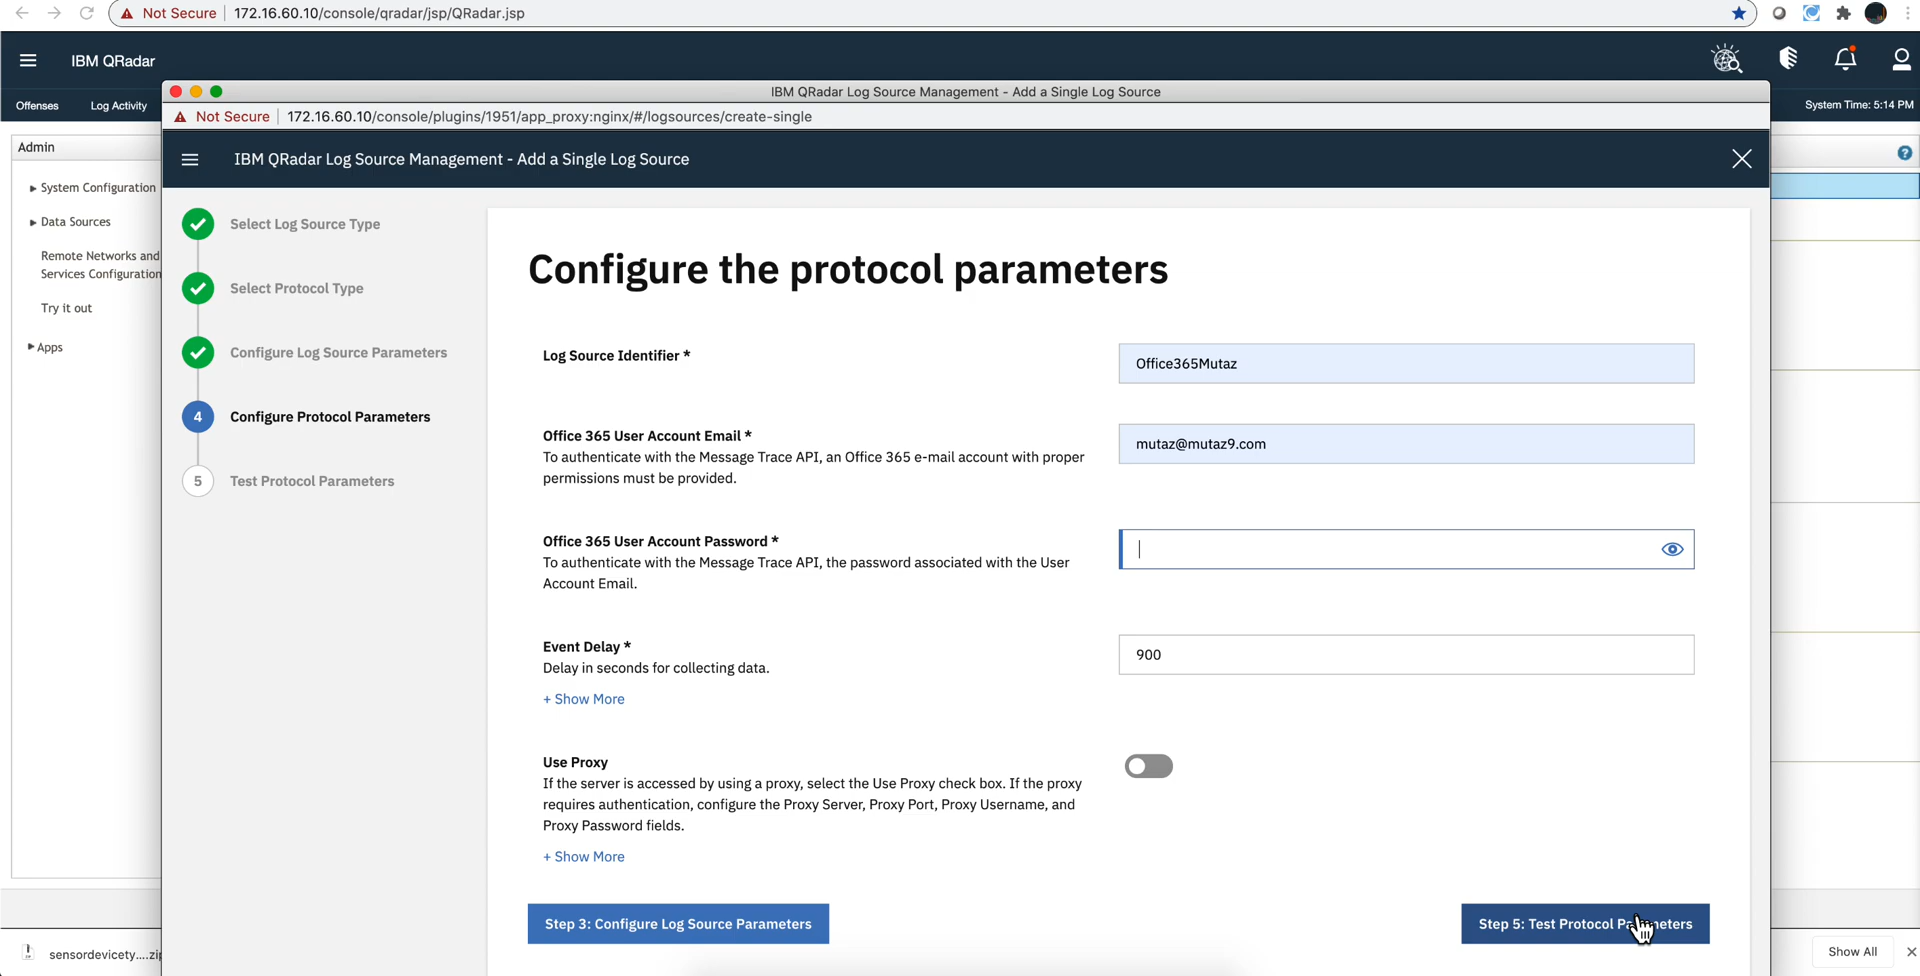 Not Secure 172.16.60.10/console/qradar/jsp/QRadar.jsp
IBM QRadar
Offenses Log Activity
System Time: 5:14 PM
IBM QRadar Log Source Management - Add a Single Log Source
Not Secure 172.16.60.10/console/plugins/1951/app_proxy:nginx/#/logsources/create-single
IBM QRadar Log Source Management - Add a Single Log Source
Admin
System Configuration
Data Sources
Remote Networks and
Services Configuration
Try it out
Apps
Select Log Source Type
Select Protocol Type
Configure Log Source Parameters
4 Configure Protocol Parameters
5 Test Protocol Parameters
Configure the protocol parameters
Log Source Identifier *
Office365Mutaz
Office 365 User Account Email *
To authenticate with the Message Trace API, an Office 365 e-mail account with proper
permissions must be provided.
mutaz@mutaz9.com
Office 365 User Account Password *
To authenticate with the Message Trace API, the password associated with the User
Account Email.
Event Delay *
Delay in seconds for collecting data.
+ Show More
900
Use Proxy
If the server is accessed by using a proxy, select the Use Proxy check box. If the proxy
requires authentication, configure the Proxy Server, Proxy Port, Proxy Username, and
Proxy Password fields.
+ Show More
Step 3: Configure Log Source Parameters
Step 5: Test Protocol Parameters
sensordevicety....zip
Show All